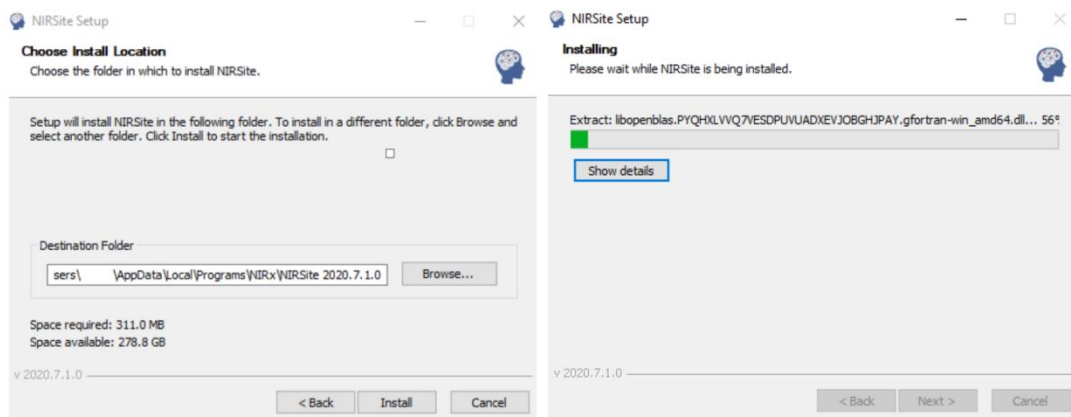 NIRSite Setup
Choose Install Location
Choose the folder in which to install NIRSite.
Setup will install NIRSite in the following folder. To install in a different folder, click Browse and
select another folder. Click Install to start the installation.
Destination Folder
sers\ \AppData\Local\Programs\NIRx\NIRSite 2020.7.1.0
Browse...
Space required: 311.0 MB
Space available: 278.8 GB
v 2020.7.1.0
< Back
Install
Cancel
NIRSite Setup
Installing
Please wait while NIRSite is being installed.
Extract: libopenblas.PYQHXLVVQ7VESDPUVUADXEVJOBGHJPAY.gfortran-win_amd64.dll... 56%
Show details
v 2020.7.1.0
< Back
Next >
Cancel